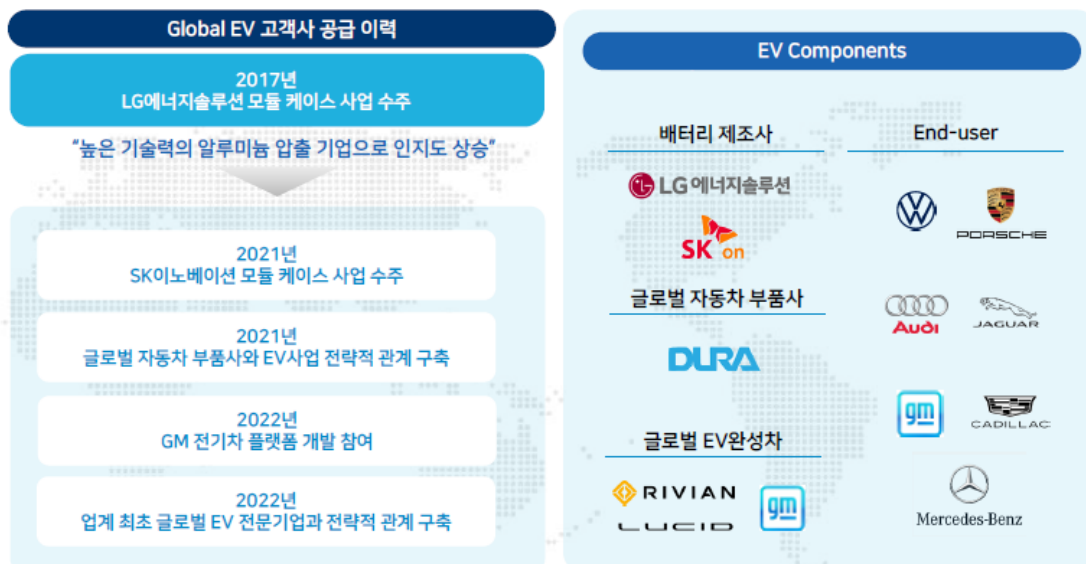 Global EV 고객사 공급 이력
2017년
LG에너지솔루션 모듈 케이스 사업 수주
“높은 기술력의 알루미늄 압출 기업으로 인지도 상승”
2021년
SK이노베이션 모듈 케이스 사업 수주
2021년
글로벌 자동차 부품사와 EV사업 전략적 관계 구축
2022년
GM 전기차 플랫폼 개발 참여
2022년
업계 최초 글로벌 EV 전문기업과 전략적 관계 구축
EV Components
배터리 제조사
LG에너지솔루션
SK on
글로벌 자동차 부품사
DURA
글로벌 EV완성차
RIVIAN
LUCID
gm
End-user
PORSCHE
Audi
JAGUAR
gm
CADILLAC
Mercedes-Benz